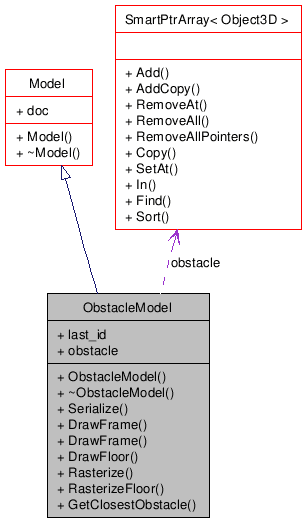 SmartPtrArray< Object3D >
+ Add()
+ AddCopy()
+ RemoveAt()
+ RemoveAll()
+ RemoveAllPointers()
+ Copy()
+ SetAt()
+ In()
+ Find()
+ Sort()
Model
+ doc
+ Model()
+ ~Model()
obstacle
ObstacleModel
+ last_id
+ obstacle
+ ObstacleModel()
+ ~ObstacleModel()
+ Serialize()
+ DrawFrame()
+ DrawFrame()
+ DrawFloor()
+ Rasterize()
+ RasterizeFloor()
+ GetClosestObstacle()